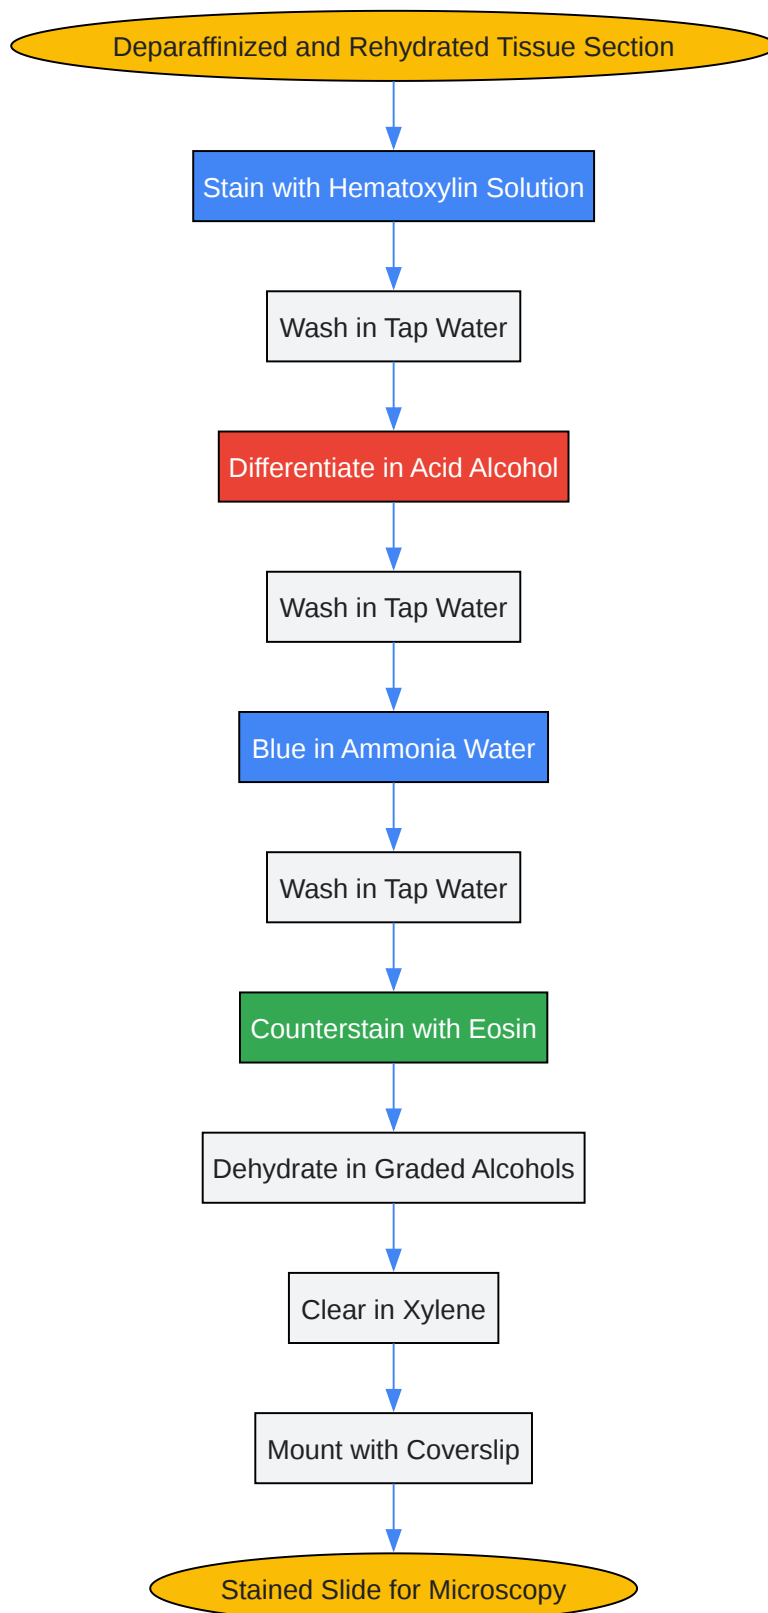 Deparaffinized and Rehydrated Tissue Section
Stain with Hematoxylin Solution
Wash in Tap Water
Differentiate in Acid Alcohol
Wash in Tap Water
Blue in Ammonia Water
Wash in Tap Water
Counterstain with Eosin
Dehydrate in Graded Alcohols
Clear in Xylene
Mount with Coverslip
Stained Slide for Microscopy